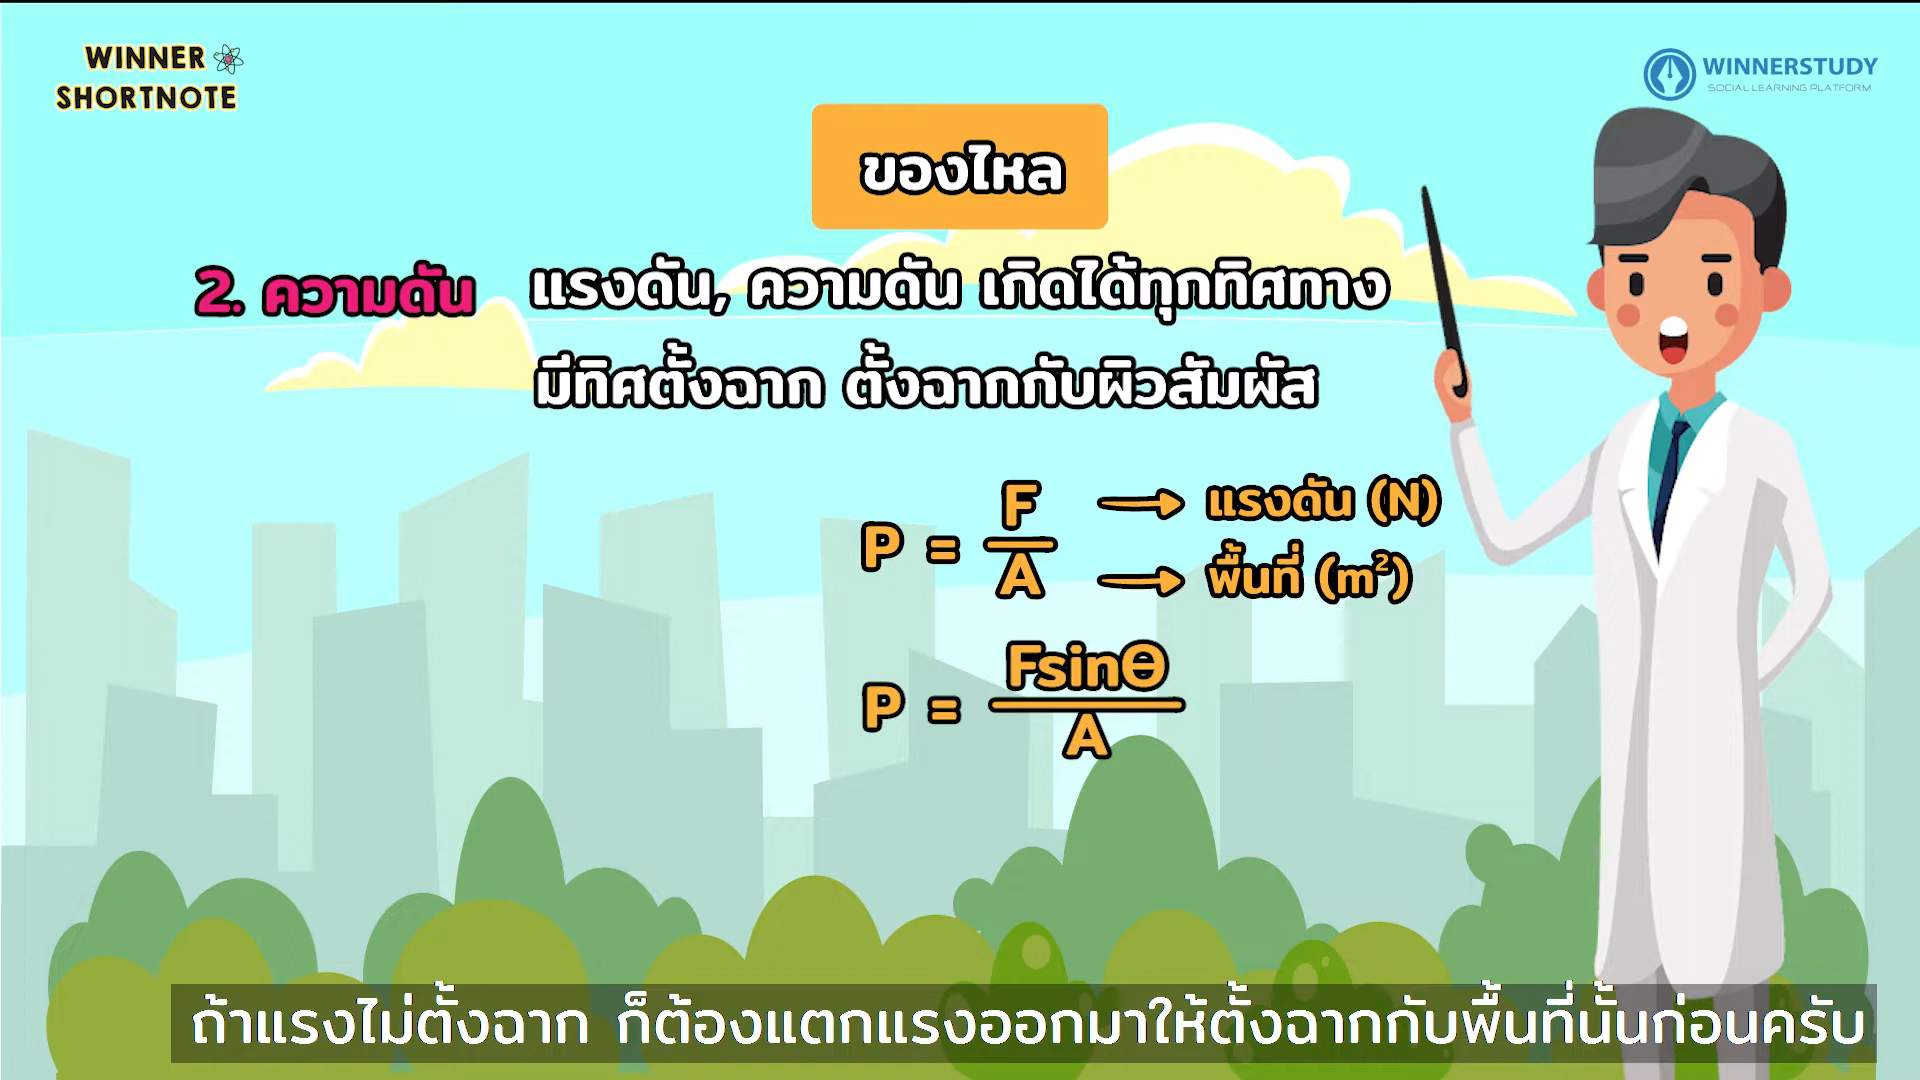 WINNER
SHORTNOTE
WINNERSTUDY
SOCIAL LEARNING PLATFORM
ของไหล
2. ความดัน แรงดัน, ความดัน เกิดได้ทุกทิศทาง
มีทิศตั้งฉาก ตั้งฉากกับผิวสัมผัส
P = F/A
→ แรงดัน (N)
→ พื้นที่ (m²)
P = Fsinθ/A
ถ้าแรงไม่ตั้งฉาก ก็ต้องแตกแรงออกมาให้ตั้งฉากกับพื้นที่นั้นก่อนครับ